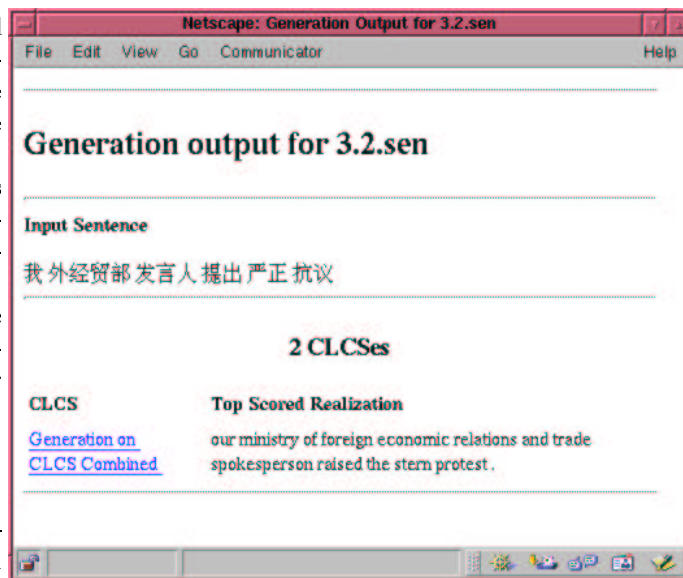 Netscape: Generation Output for 3.2.sen
File Edit View Go Communicator Help
Generation output for 3.2.sen
Input Sentence
我 外经贸部 发言人 提出 严正 抗议
2 CLCSes
CLCS Top Scored Realization
Generation on our ministry of foreign economic relations and trade
CLCS Combined spokesperson raised the stern protest .